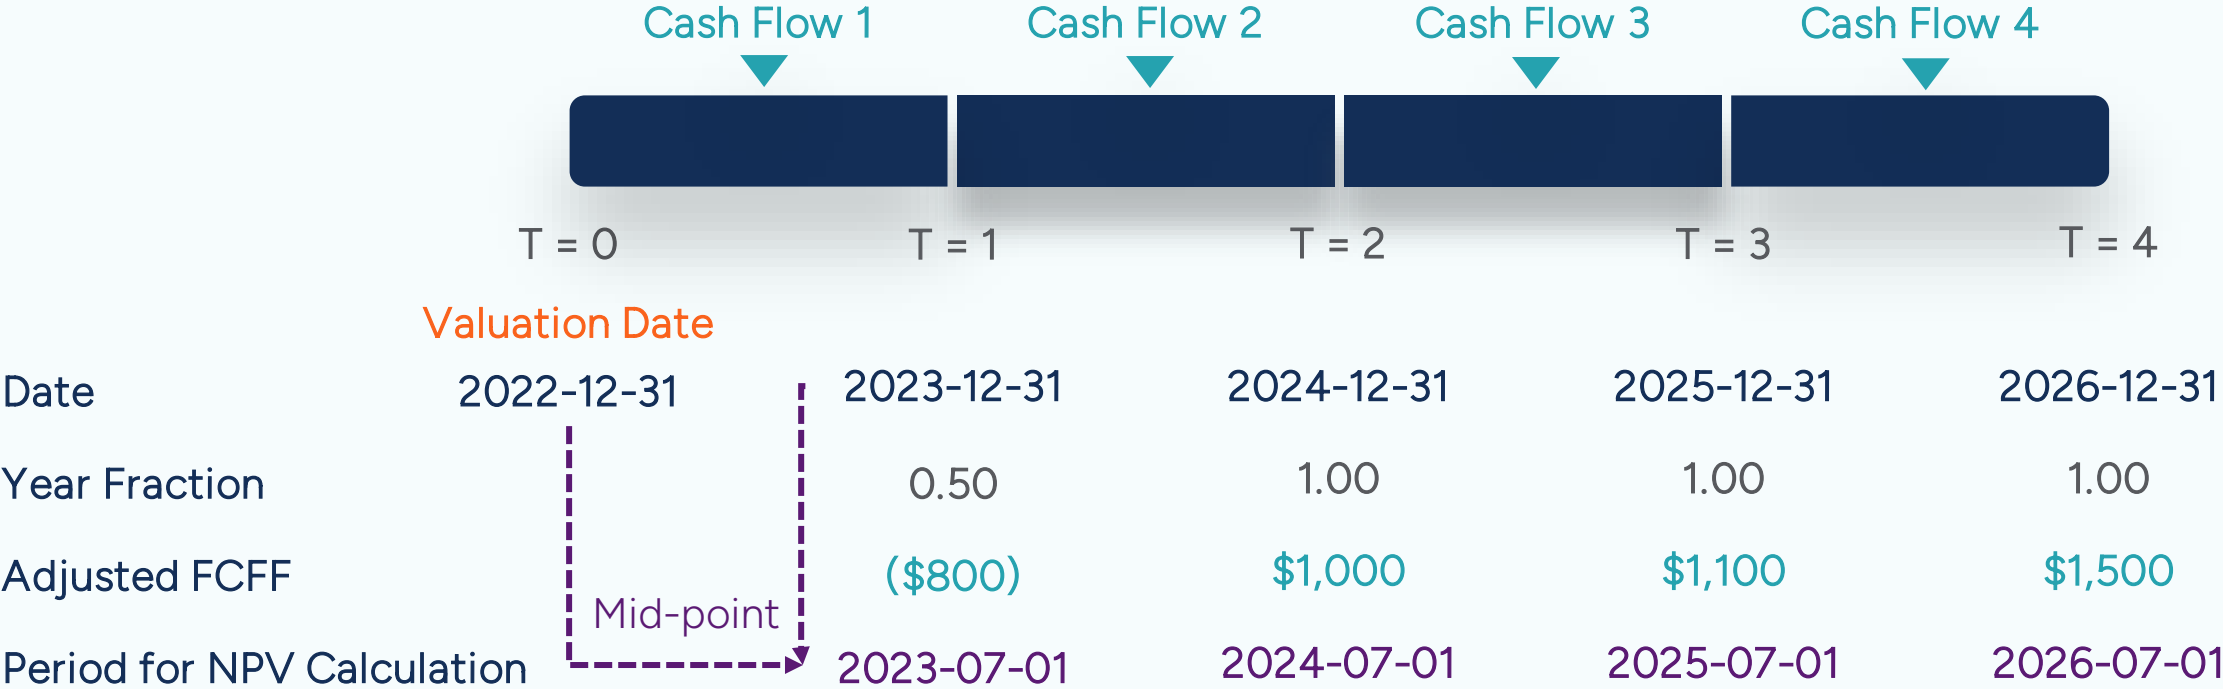 Cash Flow 1 Cash Flow 2 Cash Flow 3 Cash Flow 4
T = 0 T = 1 T = 2 T = 3 T = 4
Valuation Date
Date 2022-12-31 2023-12-31 2024-12-31 2025-12-31 2026-12-31
Year Fraction 0.50 1.00 1.00 1.00
Adjusted FCFF ($800) $1,000 $1,100 $1,500
Mid-point
Period for NPV Calculation 2023-07-01 2024-07-01 2025-07-01 2026-07-01